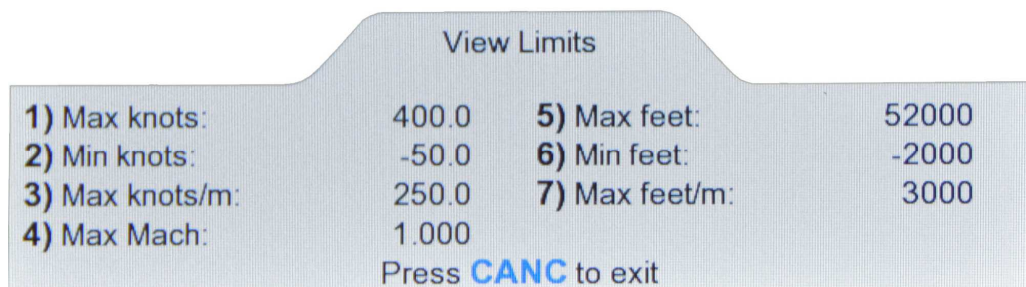 View Limits
1) Max knots: 400.0 5) Max feet: 52000
2) Min knots: -50.0 6) Min feet: -2000
3) Max knots/m: 250.0 7) Max feet/m: 3000
4) Max Mach: 1.000
Press CANC to exit